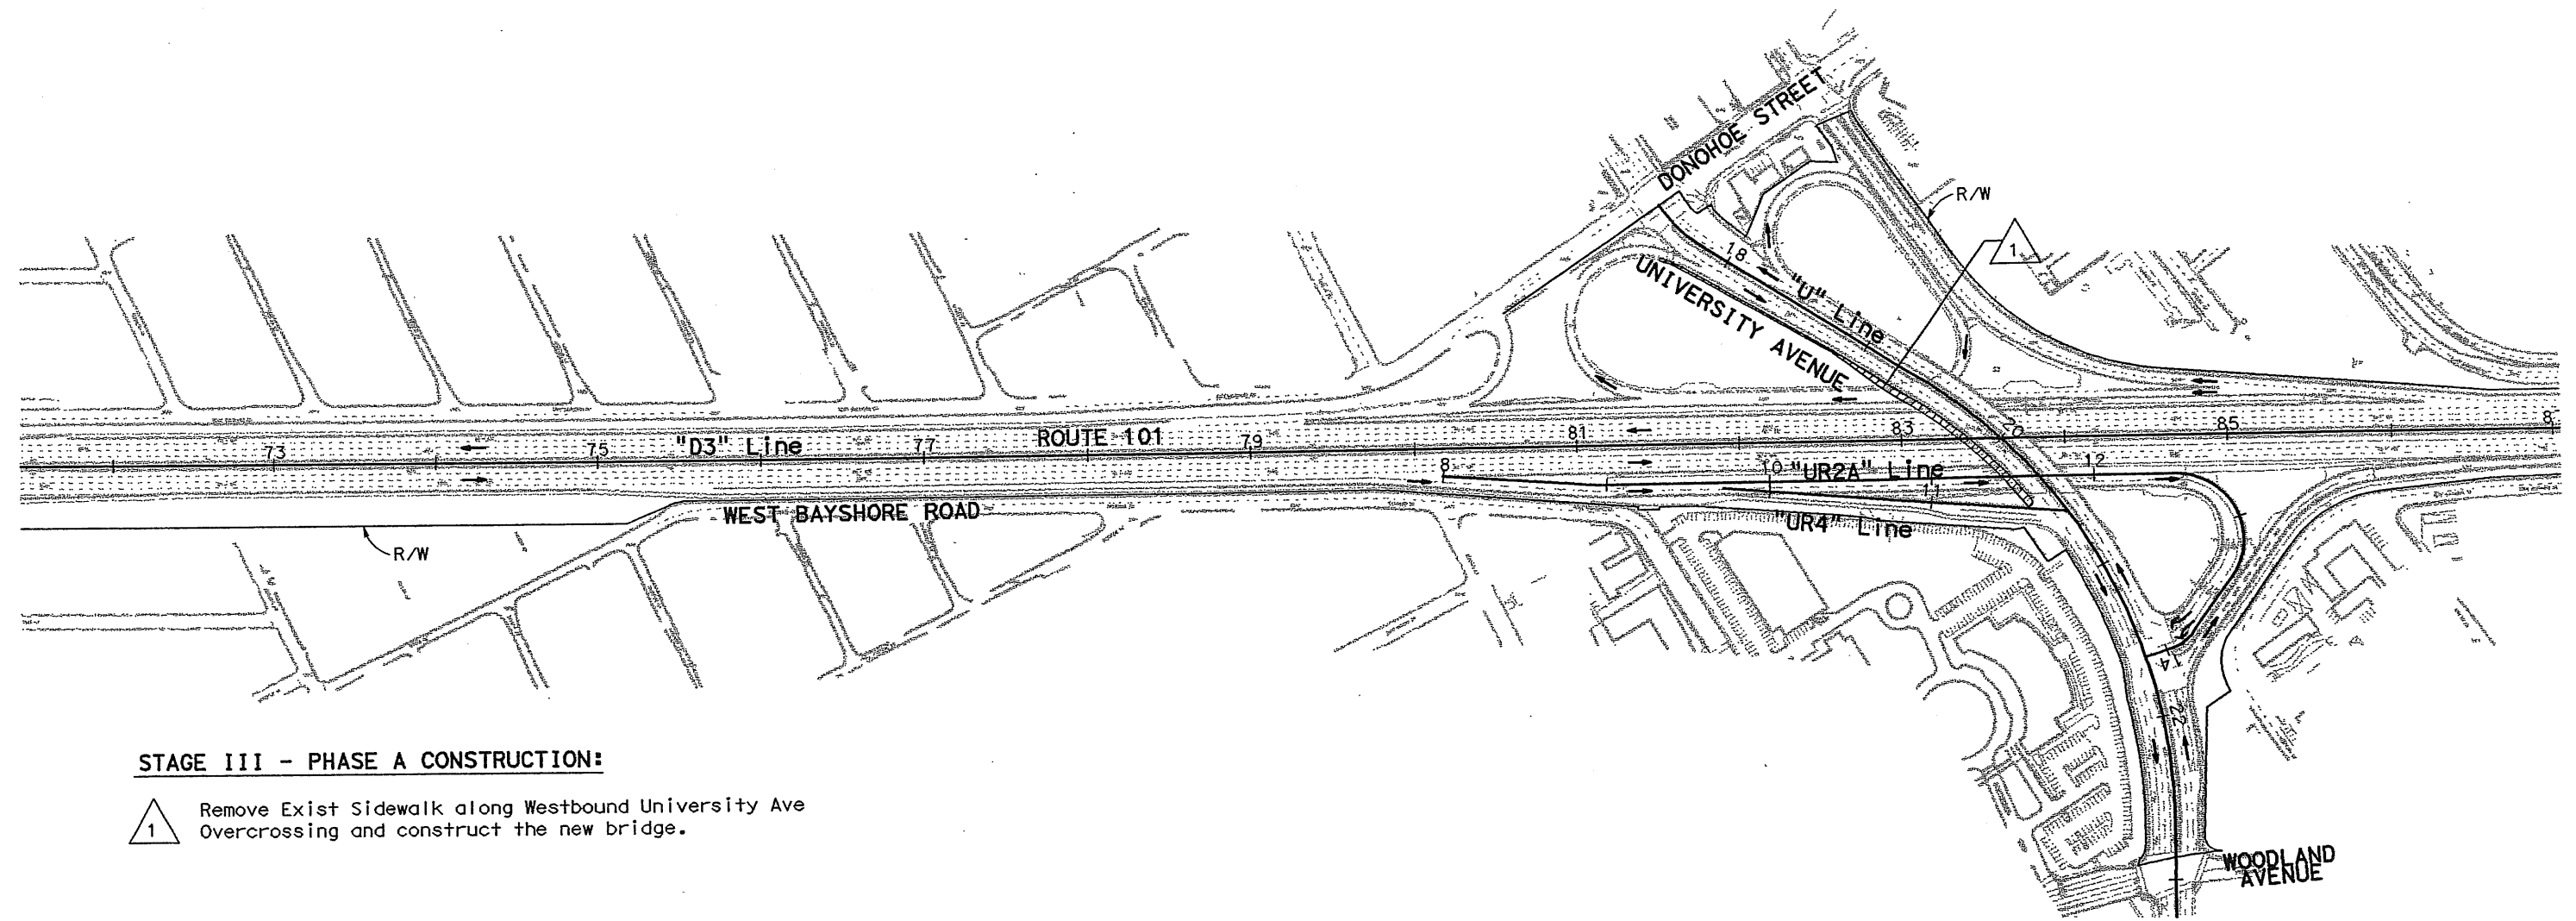 DONOHOE STREET
R/W
1
18
"U" Line
UNIVERSITY AVENUE
73
75
"D3" Line
77
ROUTE 101
79
81
83
20
85
8
8
10
"UR2A" Line
12
11
WEST BAYSHORE ROAD
"UR4" Line
R/W
14
22
STAGE III - PHASE A CONSTRUCTION:
1
Remove Exist Sidewalk along Westbound University Ave
Overcrossing and construct the new bridge.
WOODLAND
AVENUE